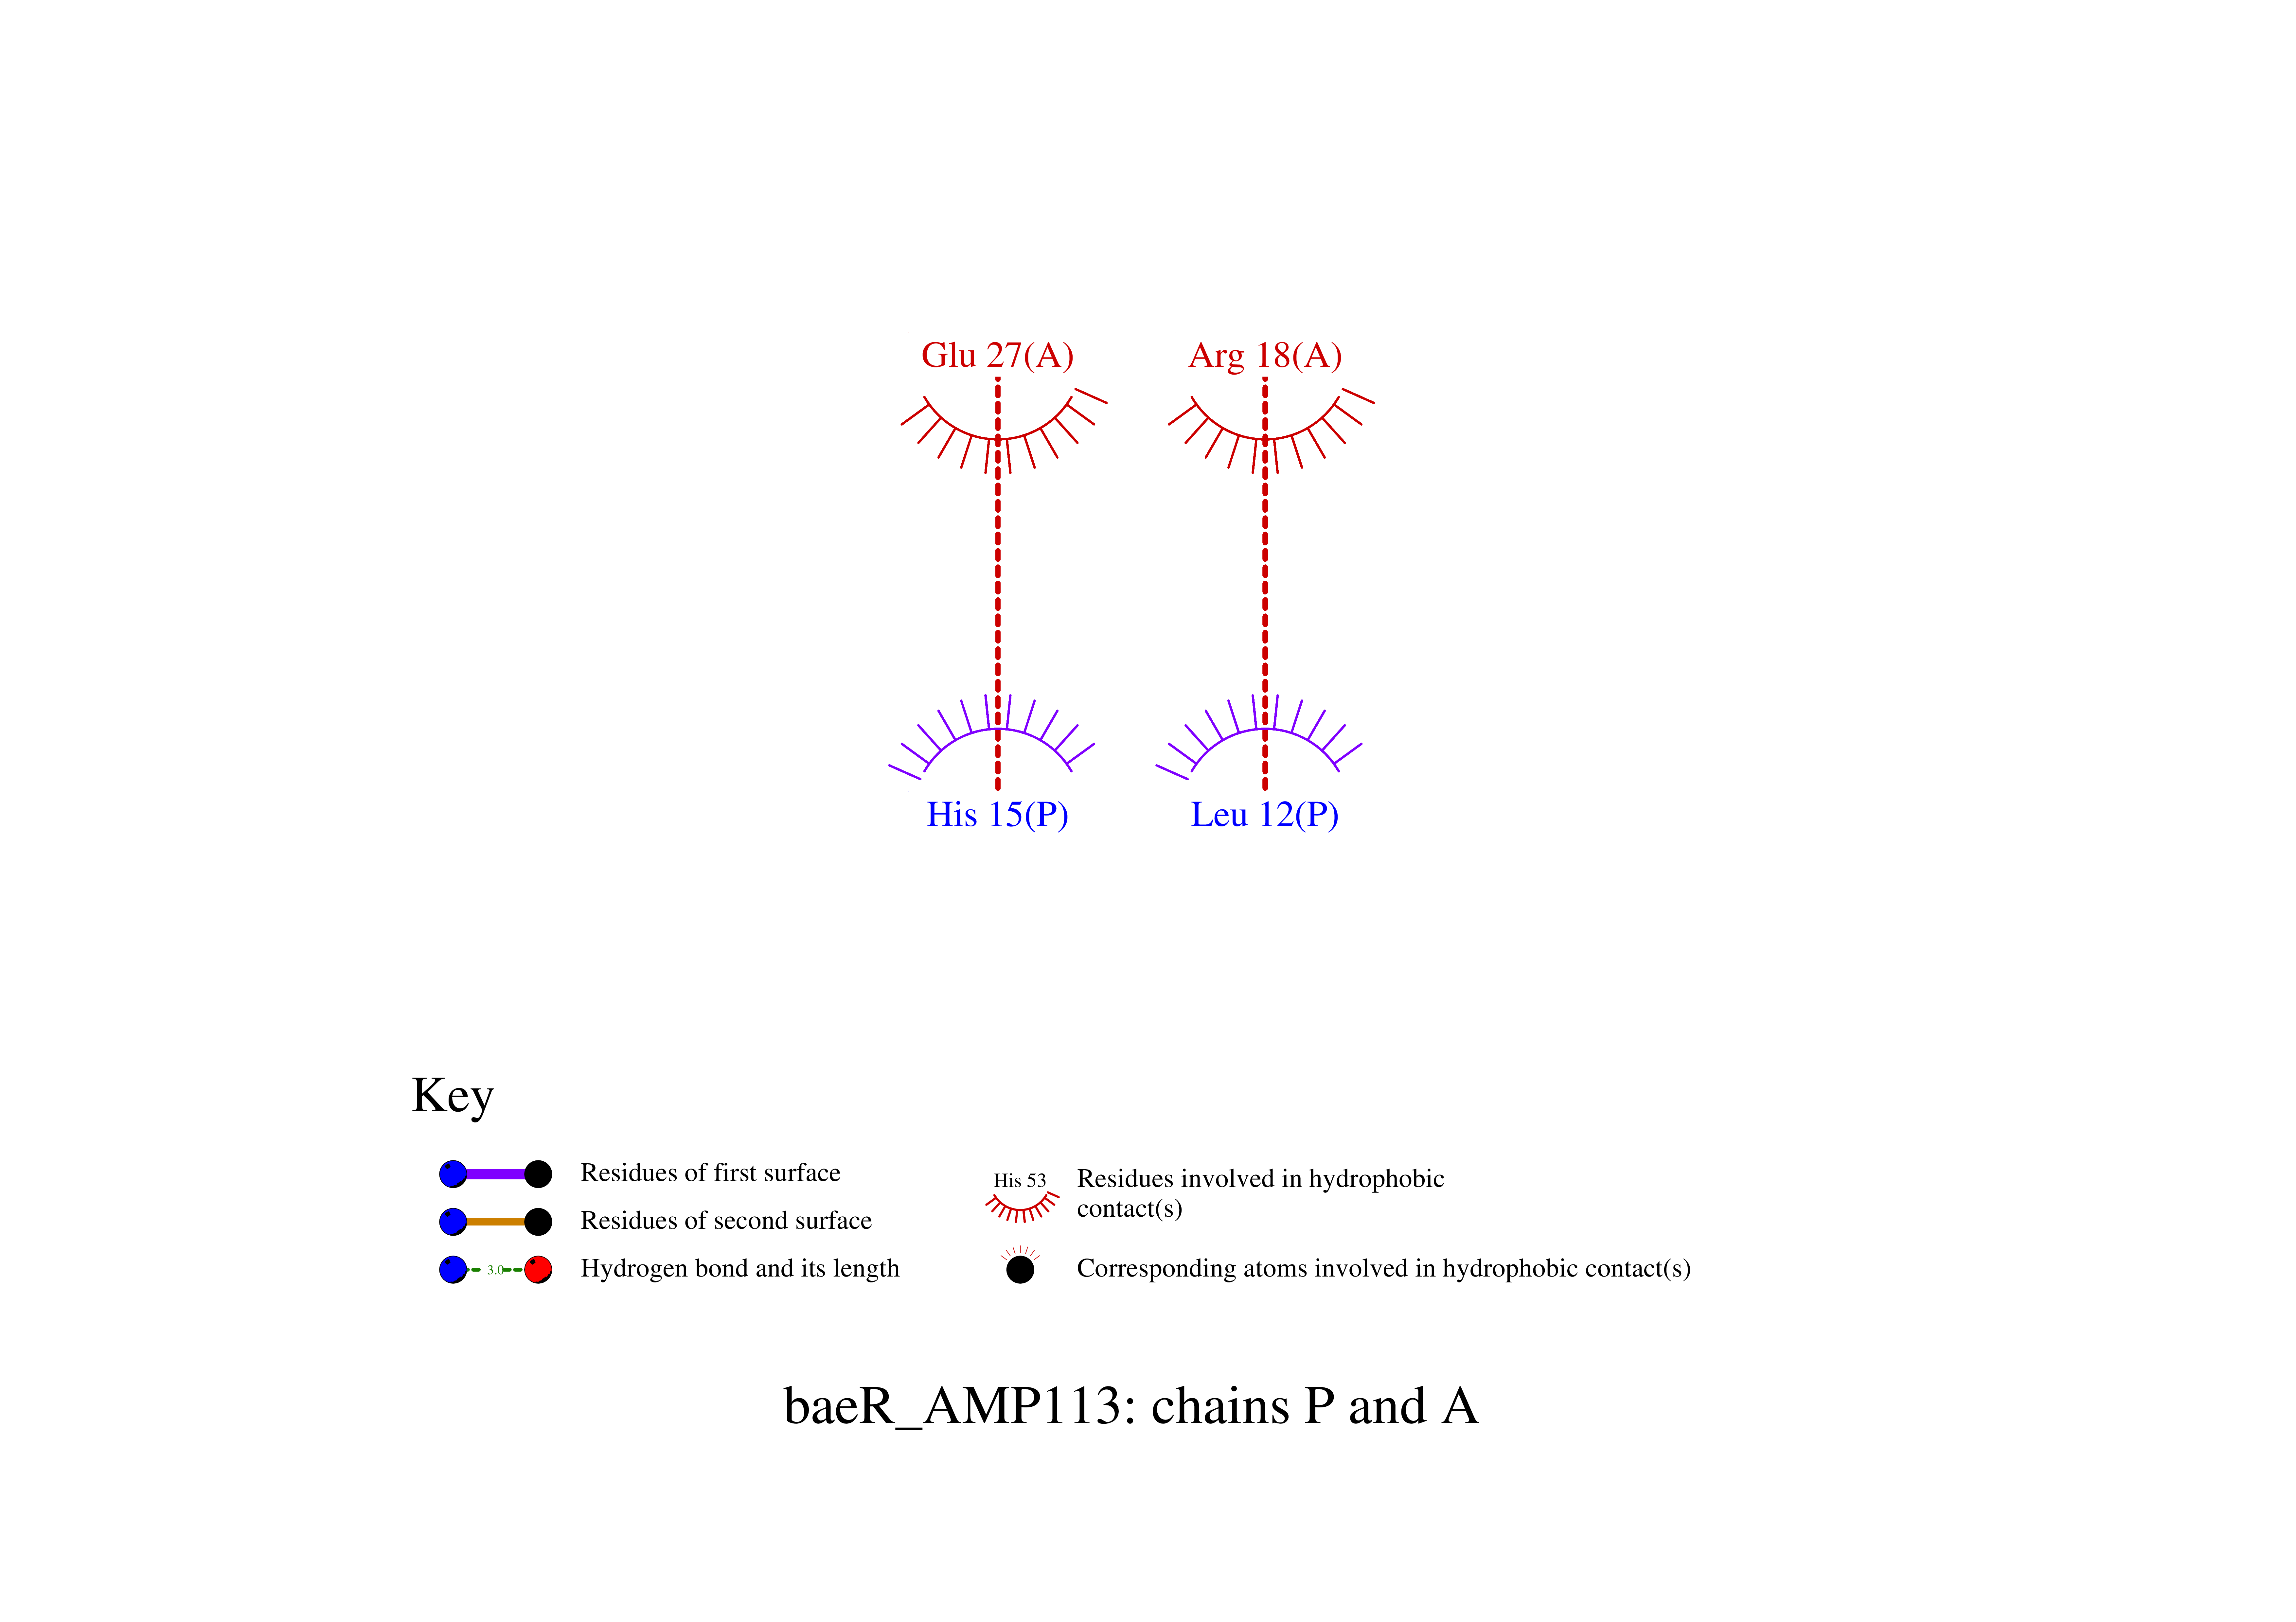 Glu 27(A) Arg 18(A)
His 15(P) Leu 12(P)
Key
Residues of first surface
Residues of second surface
3.0
Hydrogen bond and its length
His 53
Residues involved in hydrophobic
contact(s)
Corresponding atoms involved in hydrophobic contact(s)
baeR_AMP113: chains P and A